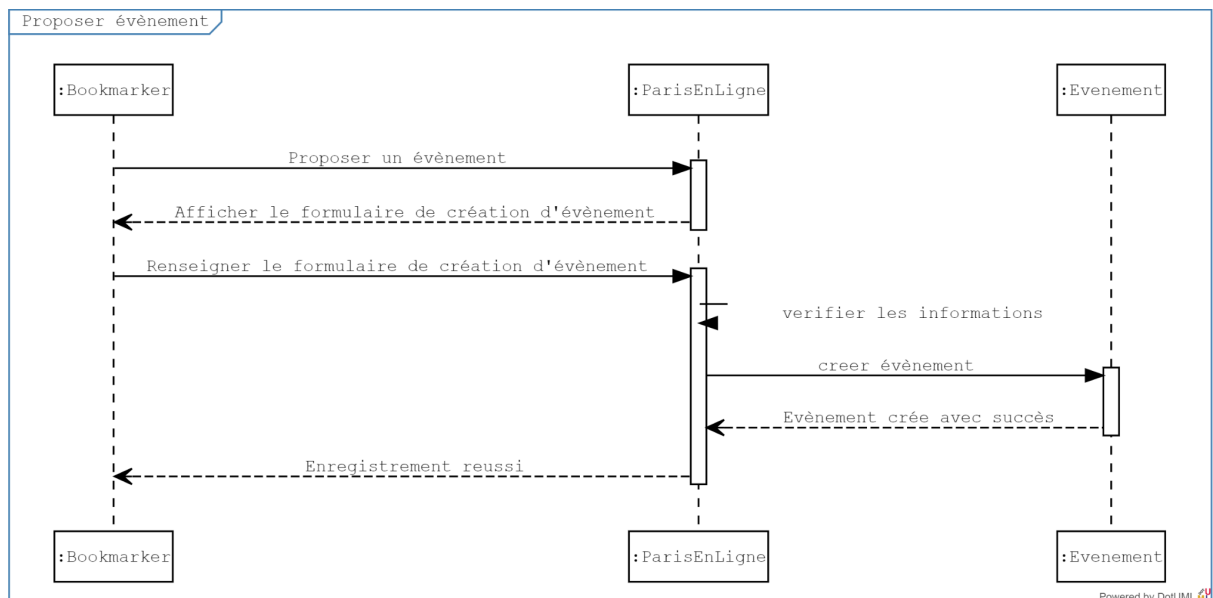 Proposer évènement
:Bookmarker
:ParisEnLigne
:Evenement
Proposer un évènement
Afficher le formulaire de création d'évènement
Renseigner le formulaire de création d'évènement
verifier les informations
creer évènement
Evènement crée avec succès
Enregistrement reussi
:Bookmarker
:ParisEnLigne
:Evenement
Powered by DotUML